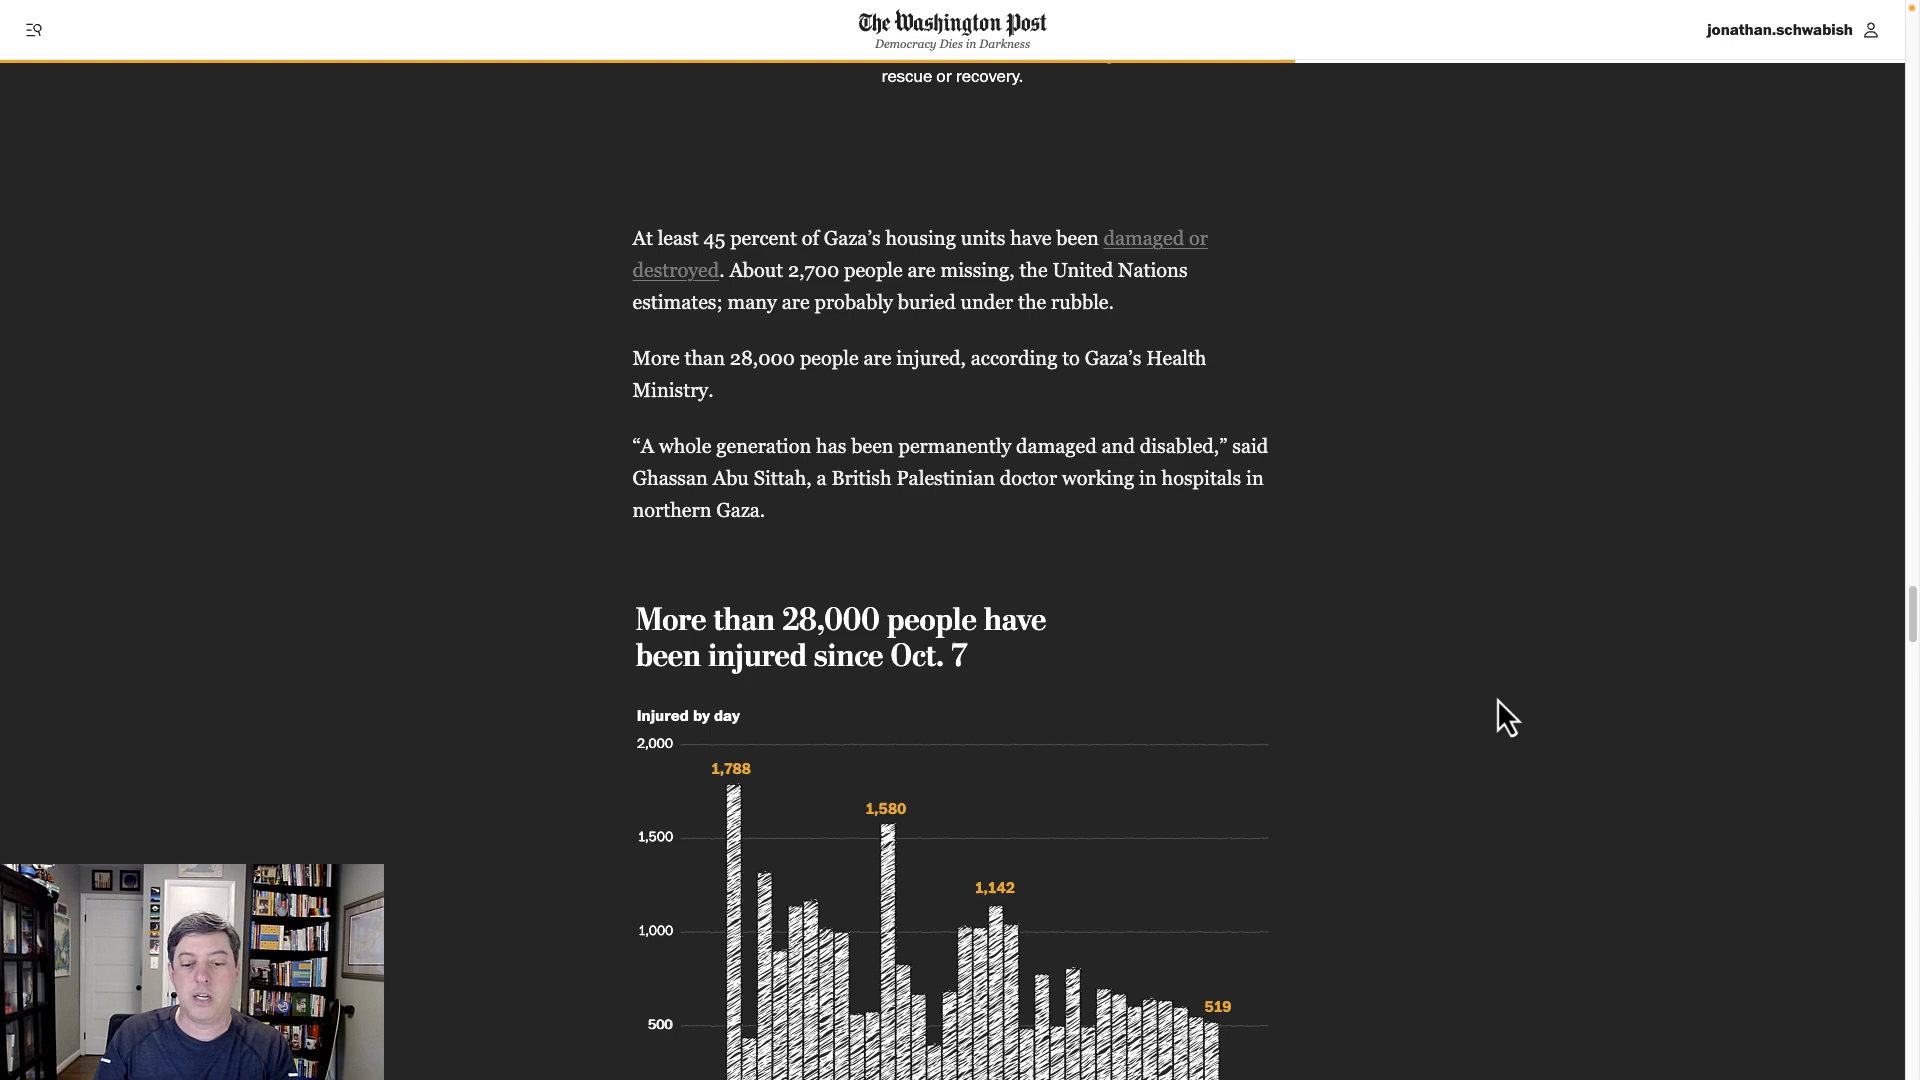 The Washington Post
Democracy Dies in Darkness
jonathan.schwabish
rescue or recovery.
At least 45 percent of Gaza’s housing units have been damaged or
destroyed. About 2,700 people are missing, the United Nations
estimates; many are probably buried under the rubble.
More than 28,000 people are injured, according to Gaza’s Health
Ministry.
“A whole generation has been permanently damaged and disabled,” said
Ghassan Abu Sittah, a British Palestinian doctor working in hospitals in
northern Gaza.
More than 28,000 people have
been injured since Oct. 7
Injured by day
2,000
1,788
1,580
1,500
1,142
1,000
519
500